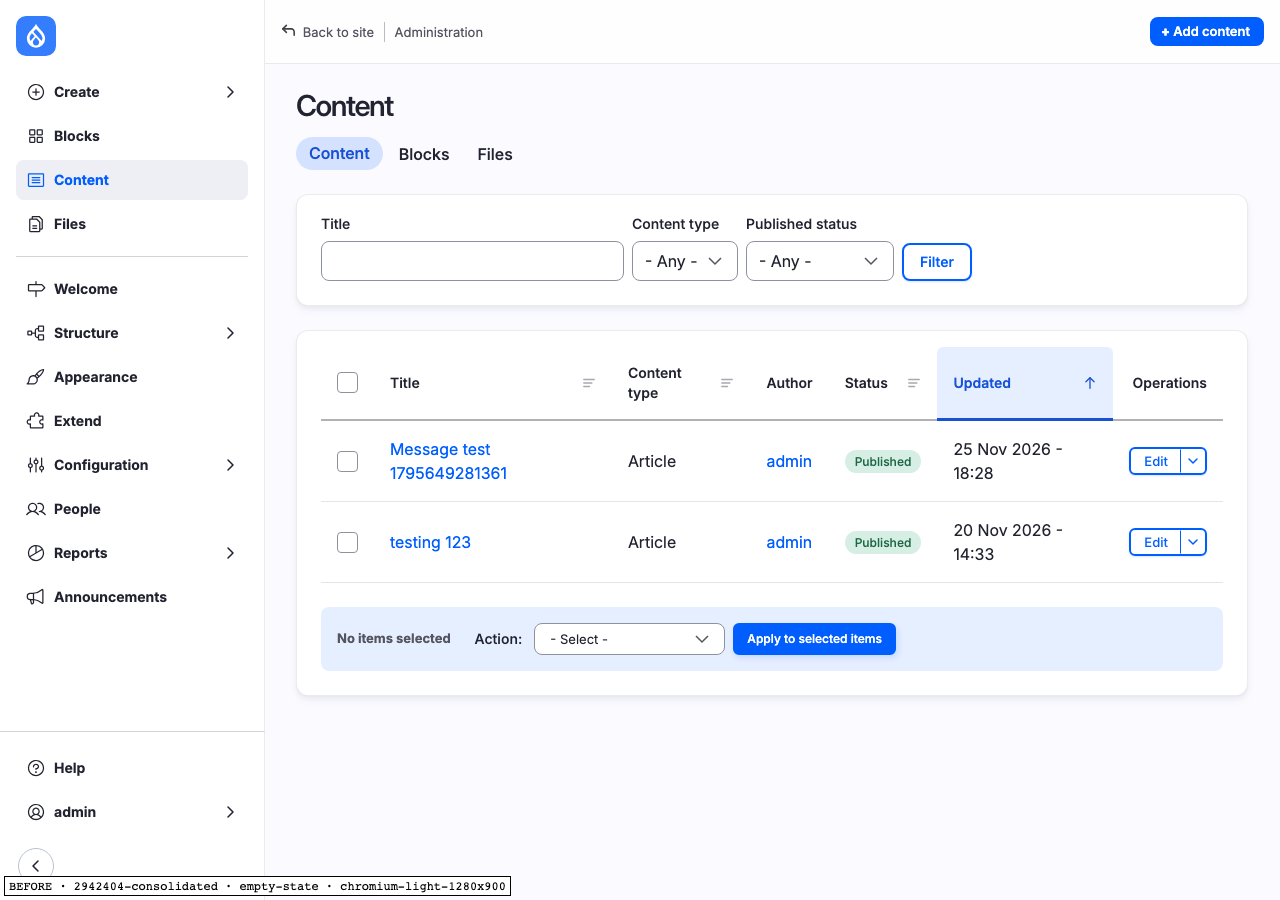 Back to site
Administration
+ Add content
Create
Blocks
Content
Files
Welcome
Structure
Appearance
Extend
Configuration
People
Reports
Announcements
Help
admin
Content
Content
Blocks
Files
Title
Content type
Published status
- Any -
- Any -
Filter
Title
Content
type
Author
Status
Updated
Operations
Message test
1795649281361
Article
admin
Published
25 Nov 2026 -
18:28
Edit
testing 123
Article
admin
Published
20 Nov 2026 -
14:33
Edit
No items selected
Action:
- Select -
Apply to selected items
BEFORE · 2942404-consolidated · empty-state · chromium-light-1280x900